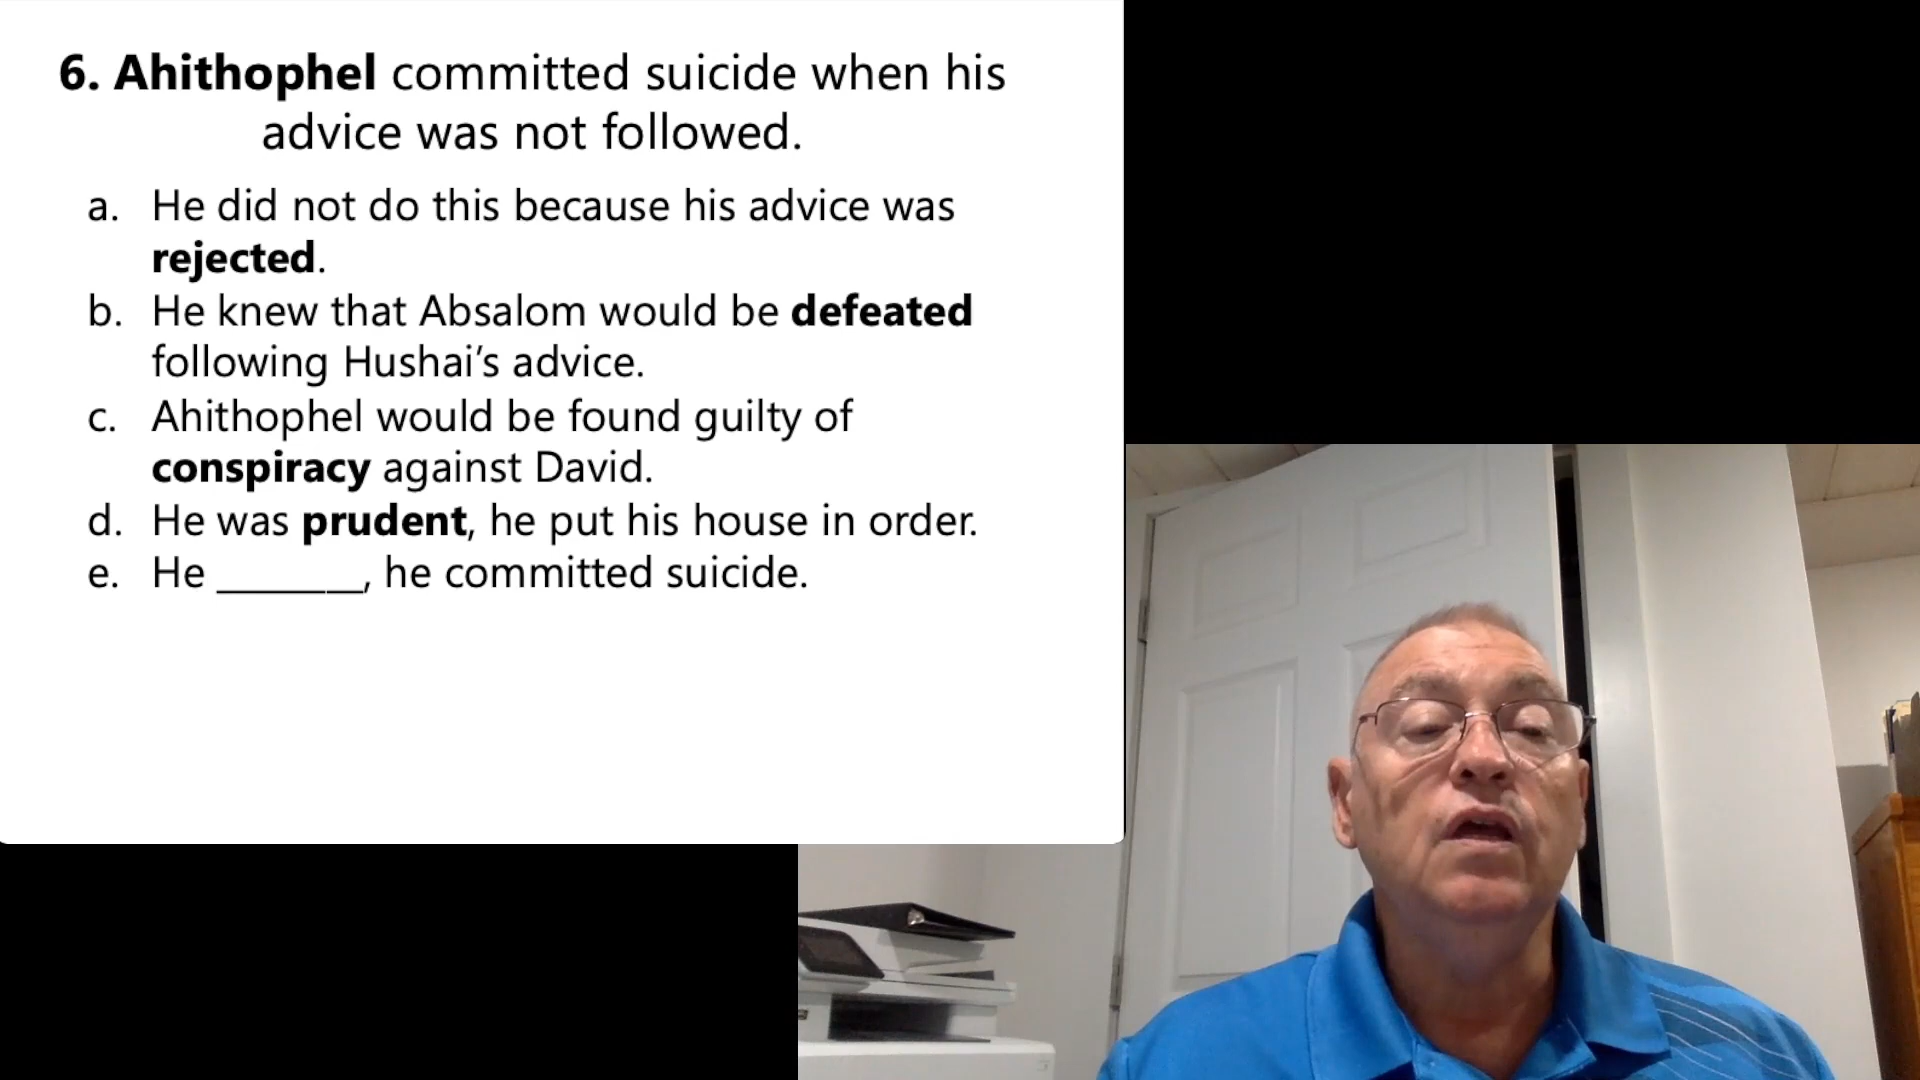 6. Ahithophel committed suicide when his
advice was not followed.
a. He did not do this because his advice was
rejected.
b. He knew that Absalom would be defeated
following Hushai’s advice.
c. Ahithophel would be found guilty of
conspiracy against David.
d. He was prudent, he put his house in order.
e. He _______, he committed suicide.